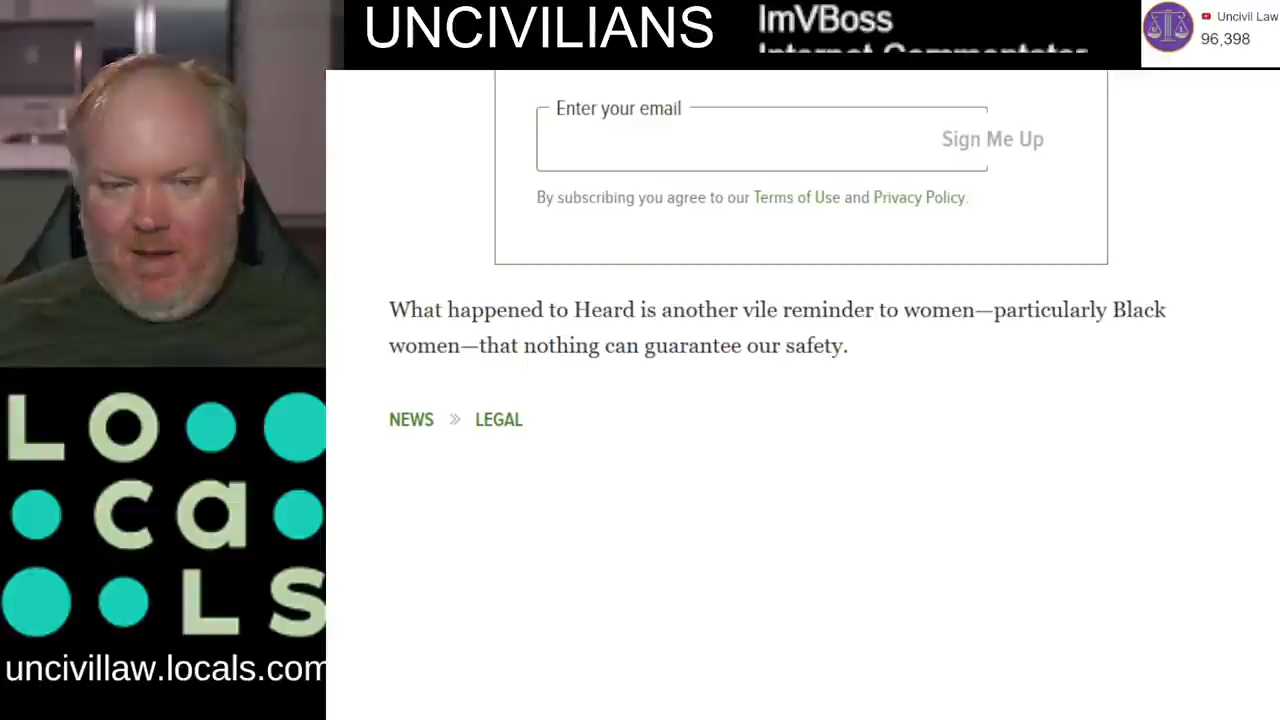 UNCIVILIANS
ImVBoss
Internet Commentator
Uncivil Law
96,398
Enter your email
Sign Me Up
By subscribing you agree to our Terms of Use and Privacy Policy.
What happened to Heard is another vile reminder to women—particularly Black
women—that nothing can guarantee our safety.
NEWS » LEGAL
LO
ca
LS
uncivillaw.locals.com